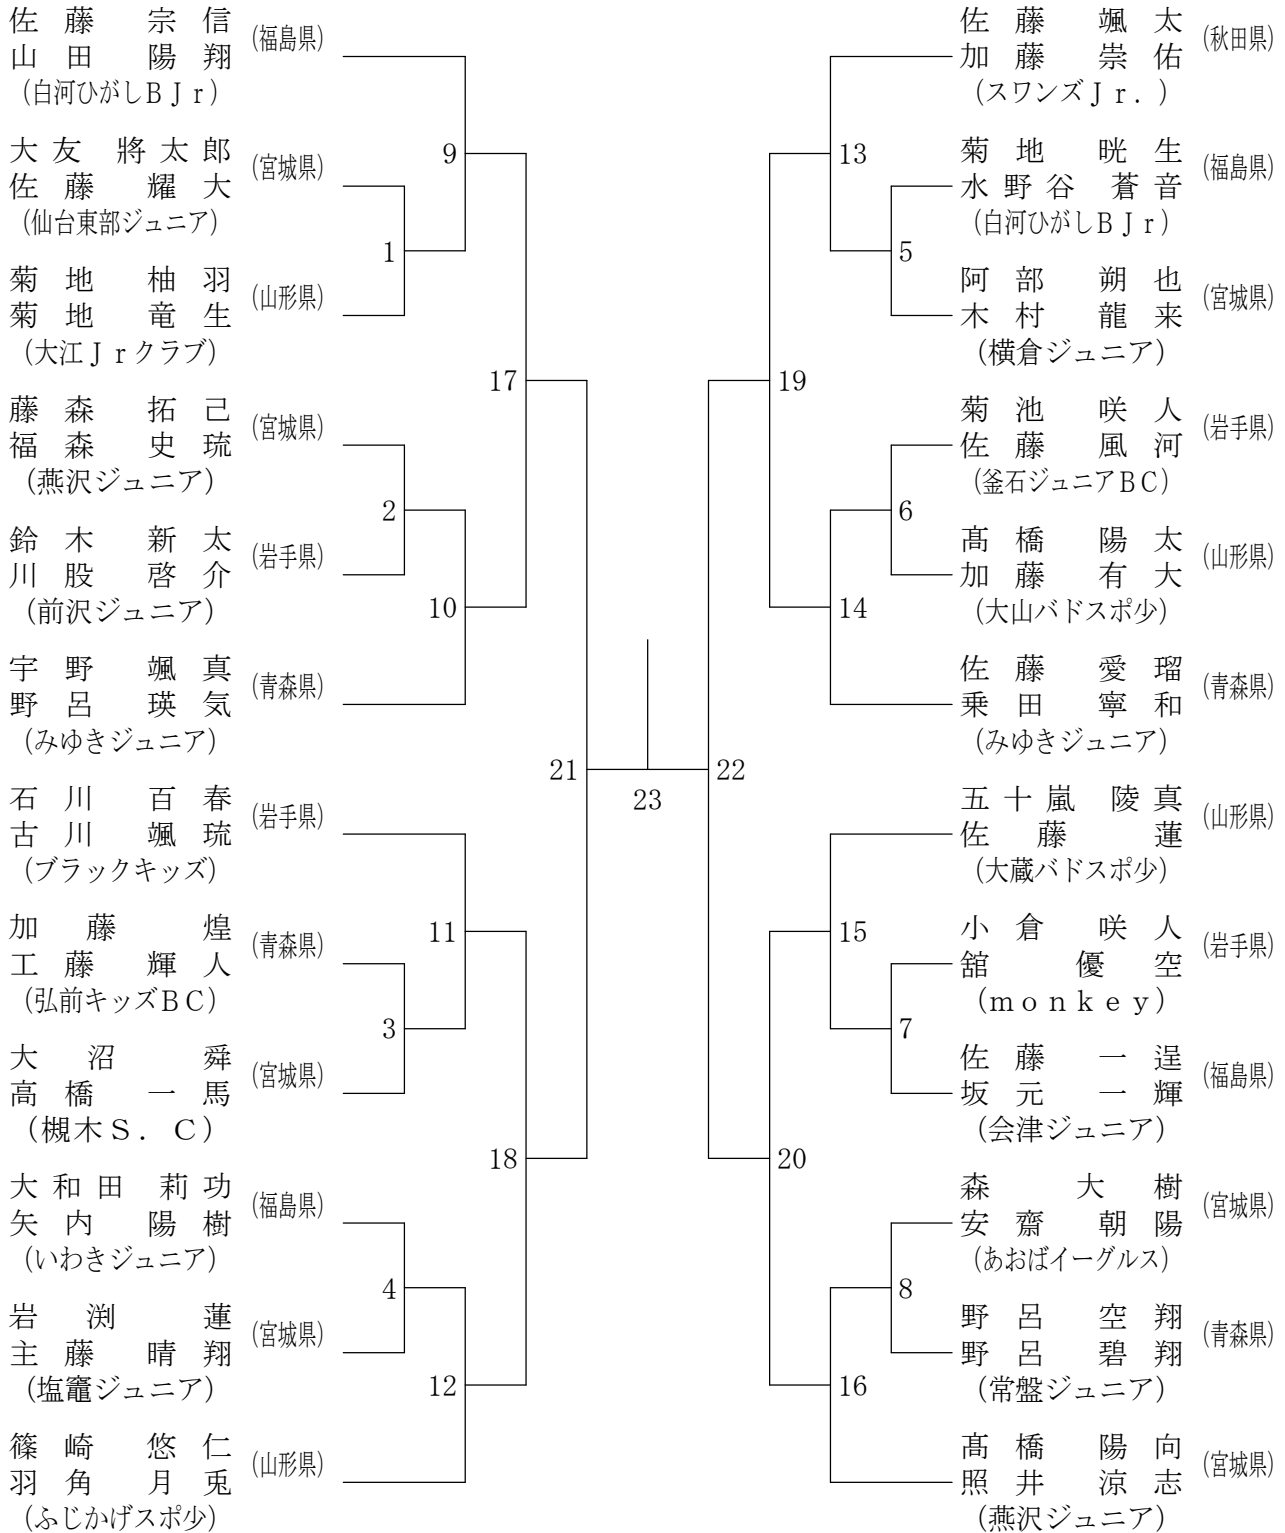 佐藤 宗信 (福島県)
山田 陽翔
(白河ひがしＢＪｒ)
大友 將太郎 (宮城県)
佐藤 耀大
(仙台東部ジュニア)
菊地 柚羽 (山形県)
菊地 竜生
(大江Ｊｒクラブ)
藤森 拓己 (宮城県)
福森 史琉
(燕沢ジュニア)
鈴木 新太 (岩手県)
川股 啓介
(前沢ジュニア)
宇野 颯真 (青森県)
野呂 瑛気
(みゆきジュニア)
石川 百春 (岩手県)
古川 颯琉
(ブラックキッズ)
加藤 煌 (青森県)
工藤 輝人
(弘前キッズＢＣ)
大沼 舜 (宮城県)
高橋 一馬
(槻木Ｓ．Ｃ)
大和田 莉功 (福島県)
矢内 陽樹
(いわきジュニア)
岩渕 蓮 (宮城県)
主藤 晴翔
(塩竈ジュニア)
篠崎 悠仁 (山形県)
羽角 月兎
(ふじかげスポ少)
9
1
17
2
10
21
11
3
18
4
12
23
13
5
19
6
14
22
15
7
20
8
16
佐藤 颯太 (秋田県)
加藤 崇佑
(スワンズＪｒ．)
菊地 晄生 (福島県)
水野谷 蒼音
(白河ひがしＢＪｒ)
阿部 朔也 (宮城県)
木村 龍来
(横倉ジュニア)
菊池 咲人 (岩手県)
佐藤 風河
(釜石ジュニアＢＣ)
髙橋 陽太 (山形県)
加藤 有大
(大山バドスポ少)
佐藤 愛瑠 (青森県)
乗田 寧和
(みゆきジュニア)
五十嵐 陵真 (山形県)
佐藤 蓮
(大蔵バドスポ少)
小倉 咲人 (岩手県)
舘 優空
(ｍｏｎｋｅｙ)
佐藤 一逞 (福島県)
坂元 一輝
(会津ジュニア)
森 大樹 (宮城県)
安齋 朝陽
(あおばイーグルス)
野呂 空翔 (青森県)
野呂 碧翔
(常盤ジュニア)
髙橋 陽向 (宮城県)
照井 涼志
(燕沢ジュニア)